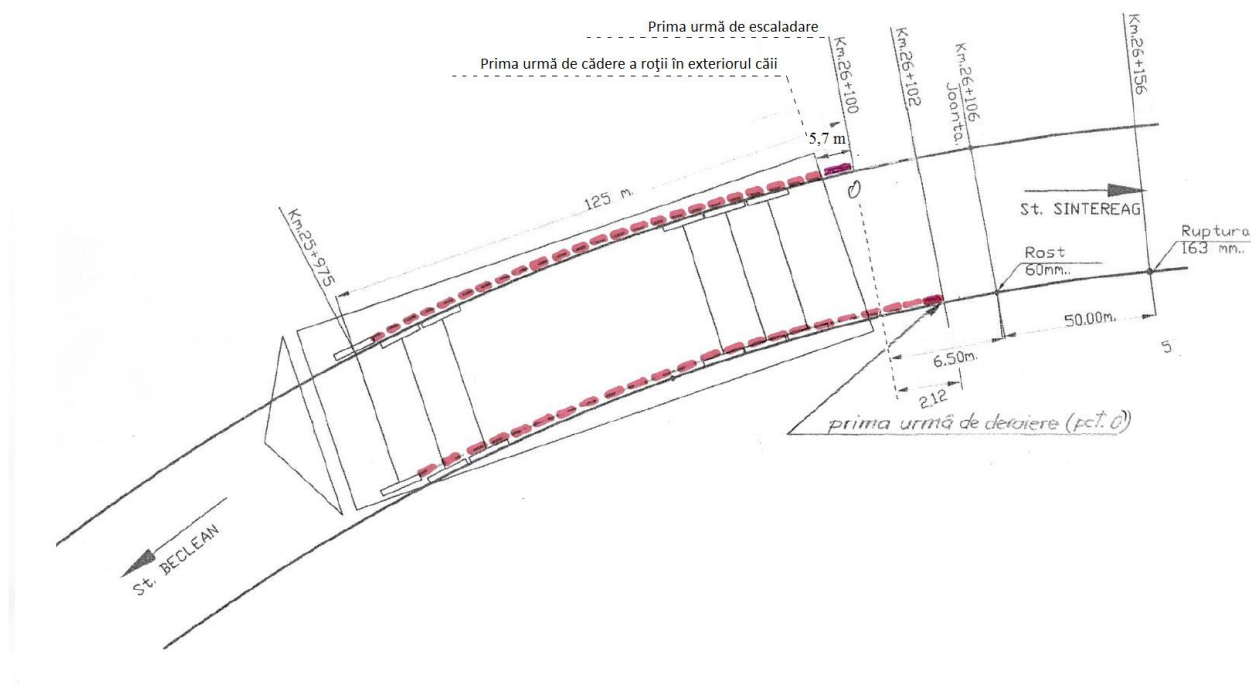 Prima urmă de escaladare
Prima urmă de cădere a roţii în exteriorul căii
Km.26+100
Km.26+102
Km.26+106
Joanta.
Km.26+156
5,7 m
125 m.
Km.25+975
St. SINTEREAG
Ruptura
163 mm..
Rost
60mm..
50.00m.
6.50m.
2.12
5
0
prima urmă de deraiere (pct. 0)
St. BECLEAN